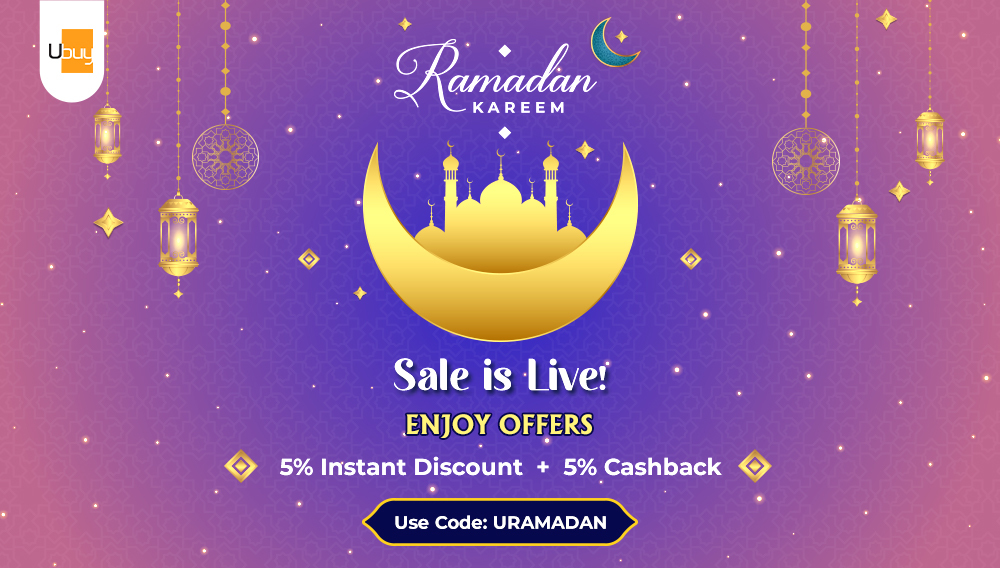 Ubuy
Ramadan
KAREEM
Sale is Live!
ENJOY OFFERS
5% Instant Discount + 5% Cashback
Use Code: URAMADAN